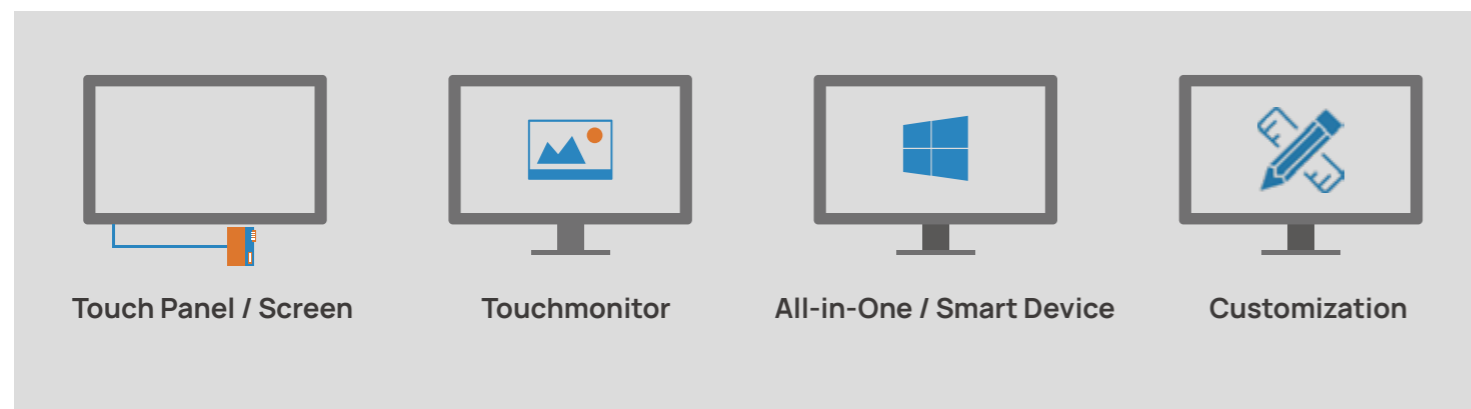 Touch Panel / Screen
Touchmonitor
All-in-One / Smart Device
Customization